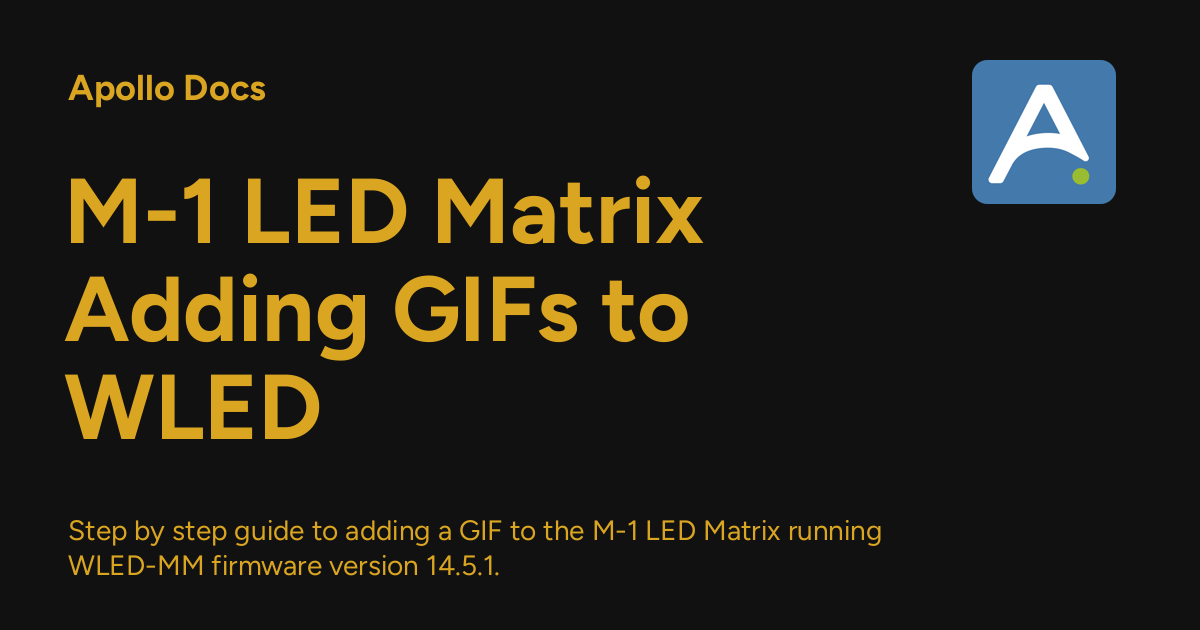 Apollo Docs
M-1 LED Matrix
Adding GIFs to
WLED
Step by step guide to adding a GIF to the M-1 LED Matrix running
WLED-MM firmware version 14.5.1.